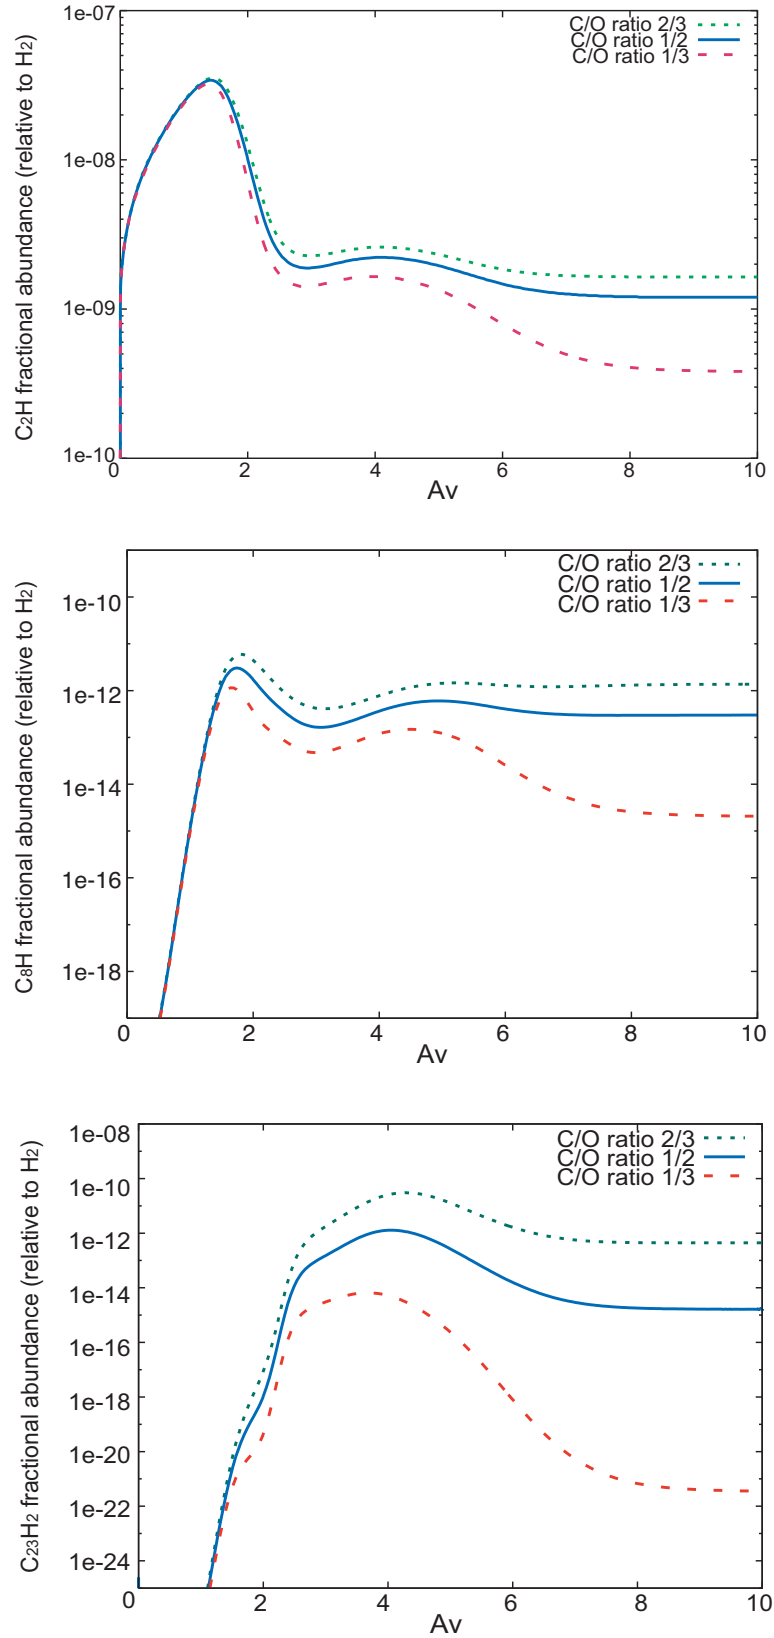 1e-07
1e-08
1e-09
1e-10
C/O ratio 2/3
C/O ratio 1/2
C/O ratio 1/3
C2H fractional abundance (relative to H2)
0 2 4 6 8 10
Av
1e-10
1e-12
1e-14
1e-16
1e-18
C/O ratio 2/3
C/O ratio 1/2
C/O ratio 1/3
C8H fractional abundance (relative to H2)
0 2 4 6 8 10
Av
1e-08
1e-10
1e-12
1e-14
1e-16
1e-18
1e-20
1e-22
1e-24
C/O ratio 2/3
C/O ratio 1/2
C/O ratio 1/3
C23H2 fractional abundance (relative to H2)
0 2 4 6 8 10
Av